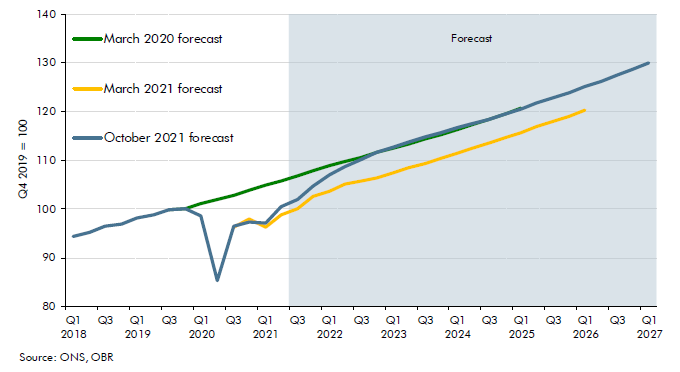 140
130
120
110
100
90
80
Q4 2019 = 100
March 2020 forecast
March 2021 forecast
October 2021 forecast
Forecast
Q1 Q3 Q1 Q3 Q1 Q3 Q1 Q3 Q1 Q3 Q1 Q3 Q1 Q3 Q1 Q3 Q1 Q3 Q1
2018 2019 2020 2021 2022 2023 2024 2025 2026 2027
Source: ONS, OBR